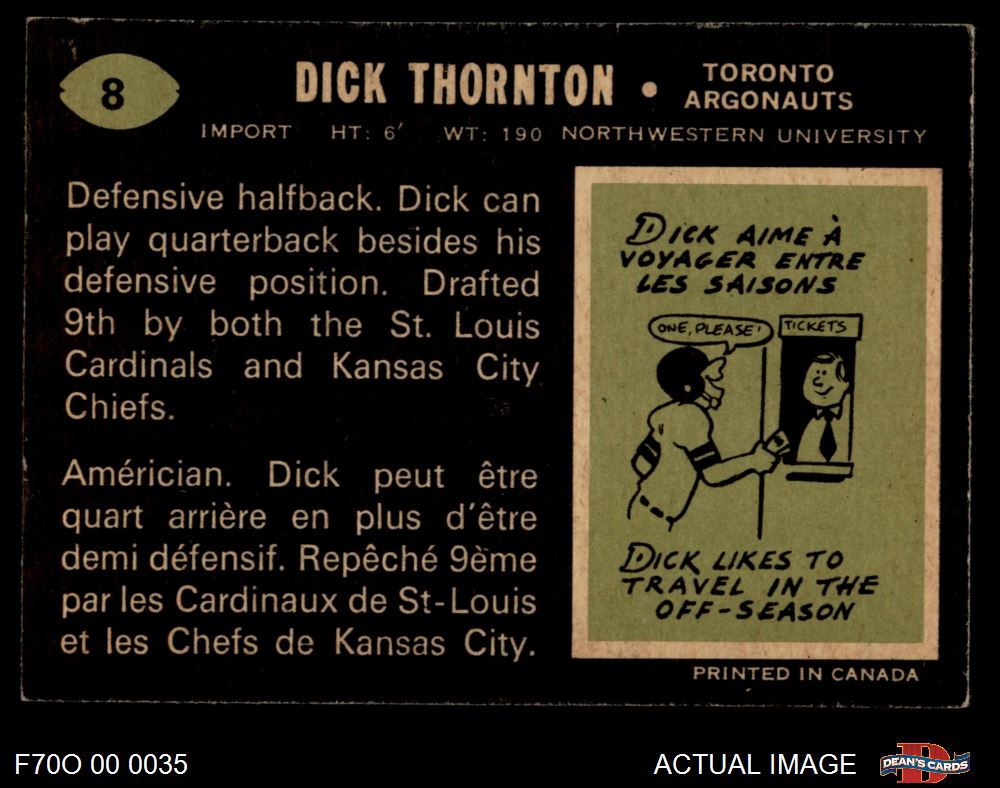 8
DICK THORNTON • TORONTO ARGONAUTS
IMPORT HT: 6′ WT: 190 NORTHWESTERN UNIVERSITY
Defensive halfback. Dick can
play quarterback besides his
defensive position. Drafted
9th by both the St. Louis
Cardinals and Kansas City
Chiefs.
Américian. Dick peut être
quart arrière en plus d'être
demi défensif. Repêché 9ème
par les Cardinaux de St-Louis
et les Chefs de Kansas City.
DICK AIME À
VOYAGER ENTRE
LES SAISONS
ONE, PLEASE!
TICKETS
DICK LIKES TO
TRAVEL IN THE
OFF-SEASON
PRINTED IN CANADA
F70O 00 0035
ACTUAL IMAGE
D
DEAN'S CARDS